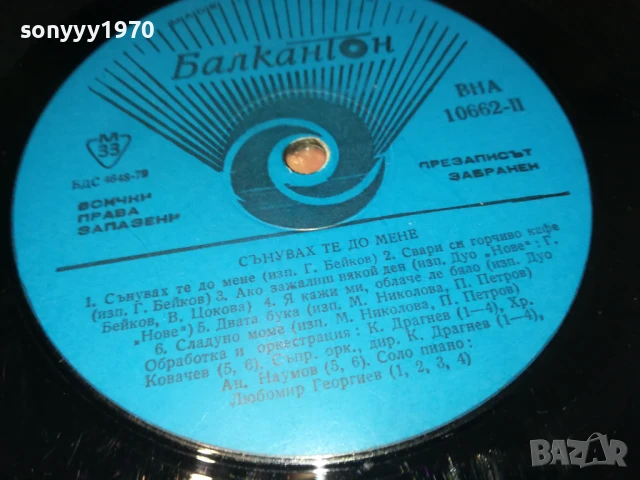 sonyyy1970
Балкантон
ВНА
10662-II
М
33
БДС 4648-79
ВСИЧКИ
ПРАВА
ЗАПАЗЕНИ
ПРЕЗАПИСЪТ
ЗАБРАНЕН
СЪНУВАХ ТЕ ДО МЕНЕ
1. Сънувах те до мене (изп. Г. Бейков) 2. Свари си горчиво кафе
(изп. Г. Бейков) 3. Ако зажалиш някой ден (изп. Дуо „Нове": Г.
Бейков, В. Цокова) 4. Я кажи ми, облаче ле бяло (изп. Дуо
„Нове") 5. Двата бука (изп. М. Николова, П. Петров)
6. Сладуно моме (изп. М. Николова, П. Петров)
Обработка и оркестрация: К. Драгнев (1—4), Хр.
Ковачев (5, 6). Съпр. орк., дир. К. Драгнев (1—4),
Ан. Наумов (5, 6). Соло пиано:
Любомир Георгиев (1, 2, 3, 4)
BAZAR